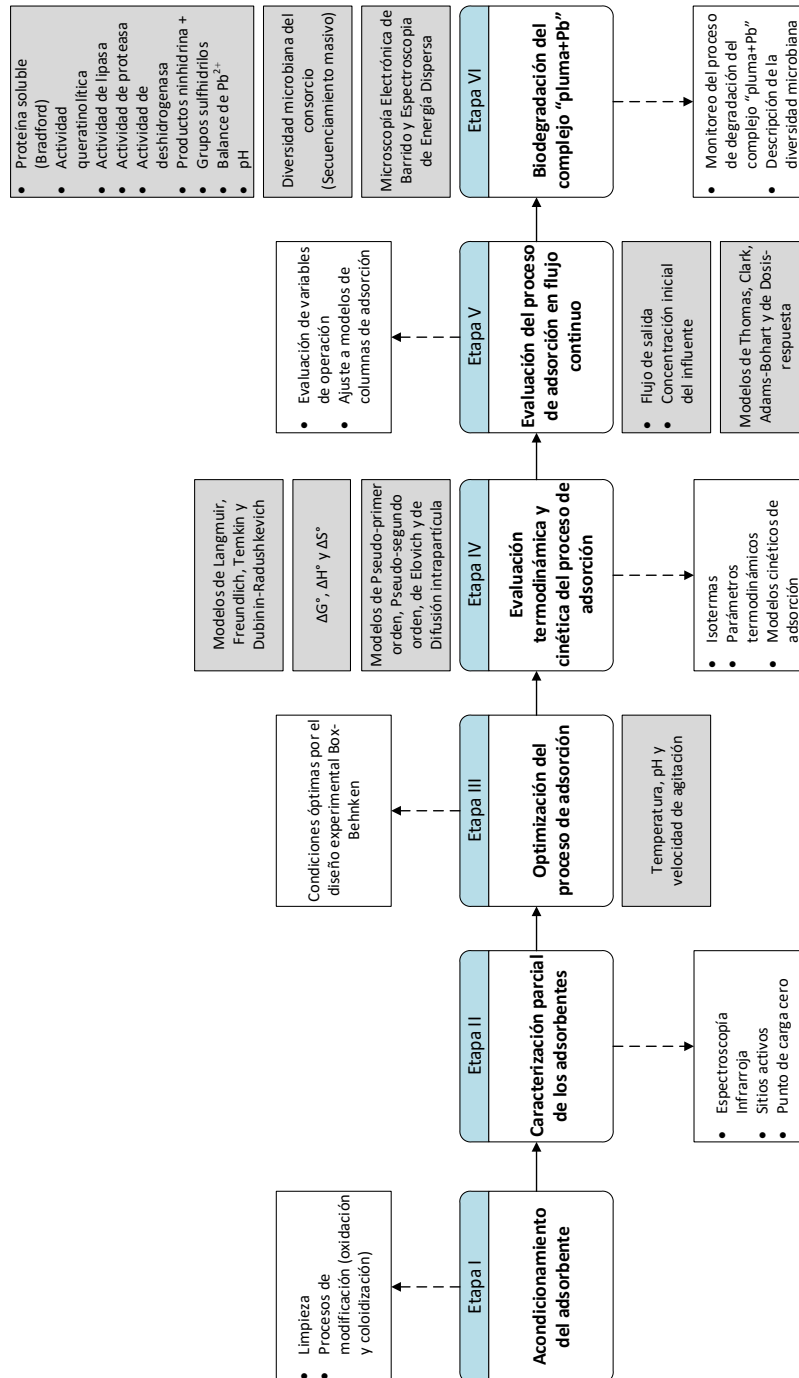 Etapa I
Acondicionamiento
del adsorbente
• Limpieza
• Procesos de
modificación (oxidación
y coloidización)
Etapa II
Caracterización parcial
de los adsorbentes
• Espectroscopía
Infrarroja
• Sitios activos
• Punto de carga cero
Etapa III
Optimización del
proceso de adsorción
Condiciones óptimas por el
diseño experimental Box-
Behnken
Temperatura, pH y
velocidad de agitación
Etapa IV
Evaluación
termodinámica y
cinética del proceso de
adsorción
Modelos de Langmuir,
Freundlich, Temkin y
Dubinin-Radushkevich
ΔG°, ΔH° y ΔS°
Modelos de Pseudo-primer
orden, Pseudo-segundo
orden, de Elovich y de
Difusión intrapartícula
• Isotermas
• Parámetros
termodinámicos
• Modelos cinéticos de
adsorción
Etapa V
Evaluación del proceso
de adsorción en flujo
continuo
• Evaluación de variables
de operación
• Ajuste a modelos de
columnas de adsorción
• Flujo de salida
• Concentración inicial
del influente
Modelos de Thomas, Clark,
Adams-Bohart y de Dosis-
respuesta
Etapa VI
Biodegradación del
complejo “pluma+Pb”
• Proteína soluble
(Bradford)
• Actividad
queratinolítica
• Actividad de lipasa
• Actividad de proteasa
• Actividad de
deshidrogenasa
• Productos ninhidrina +
• Grupos sulfhidrilos
• Balance de Pb²⁺
• pH
Diversidad microbiana del
consorcio
(Secuenciamiento masivo)
Microscopía Electrónica de
Barrido y Espectroscopia
de Energía Dispersa
• Monitoreo del proceso
de degradación del
complejo “pluma+Pb”
• Descripción de la
diversidad microbiana